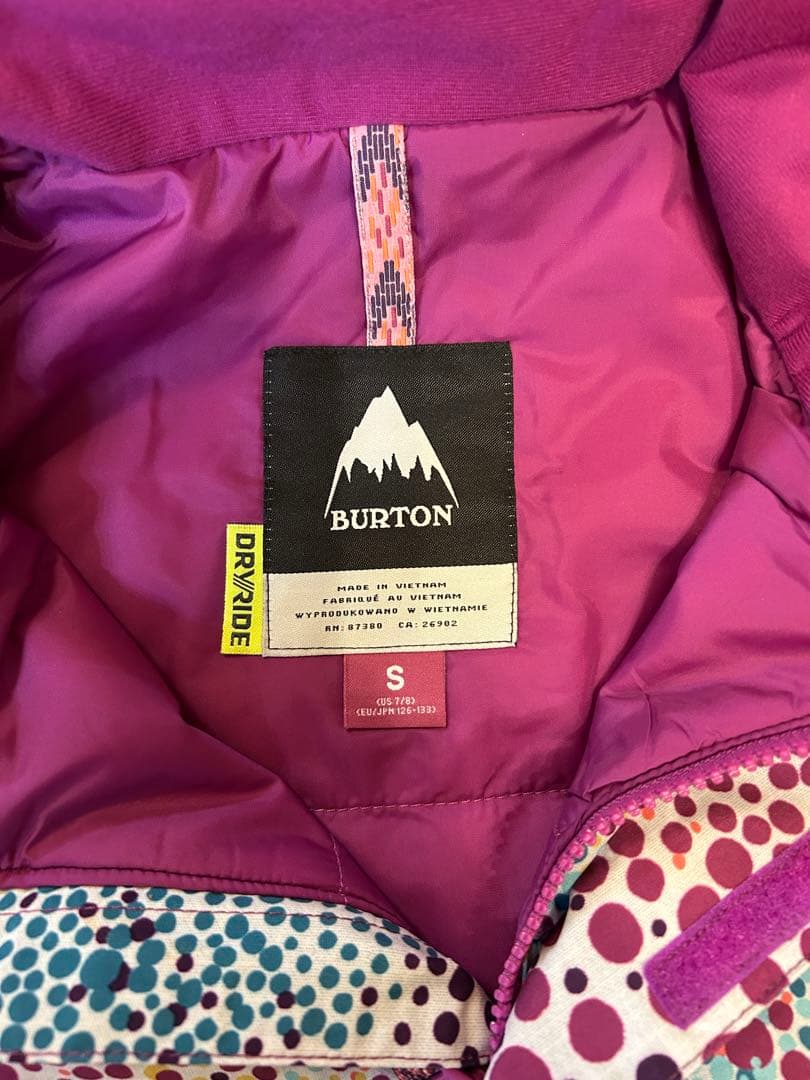 BURTON
DRYRIDE
MADE IN VIETNAM
FABRIQUÉ AU VIETNAM
WYPRODUKOWANO W WIETNAMIE
RN: 87380 CA: 26902
S
(US 7/8)
(EU/JPN 126-133)